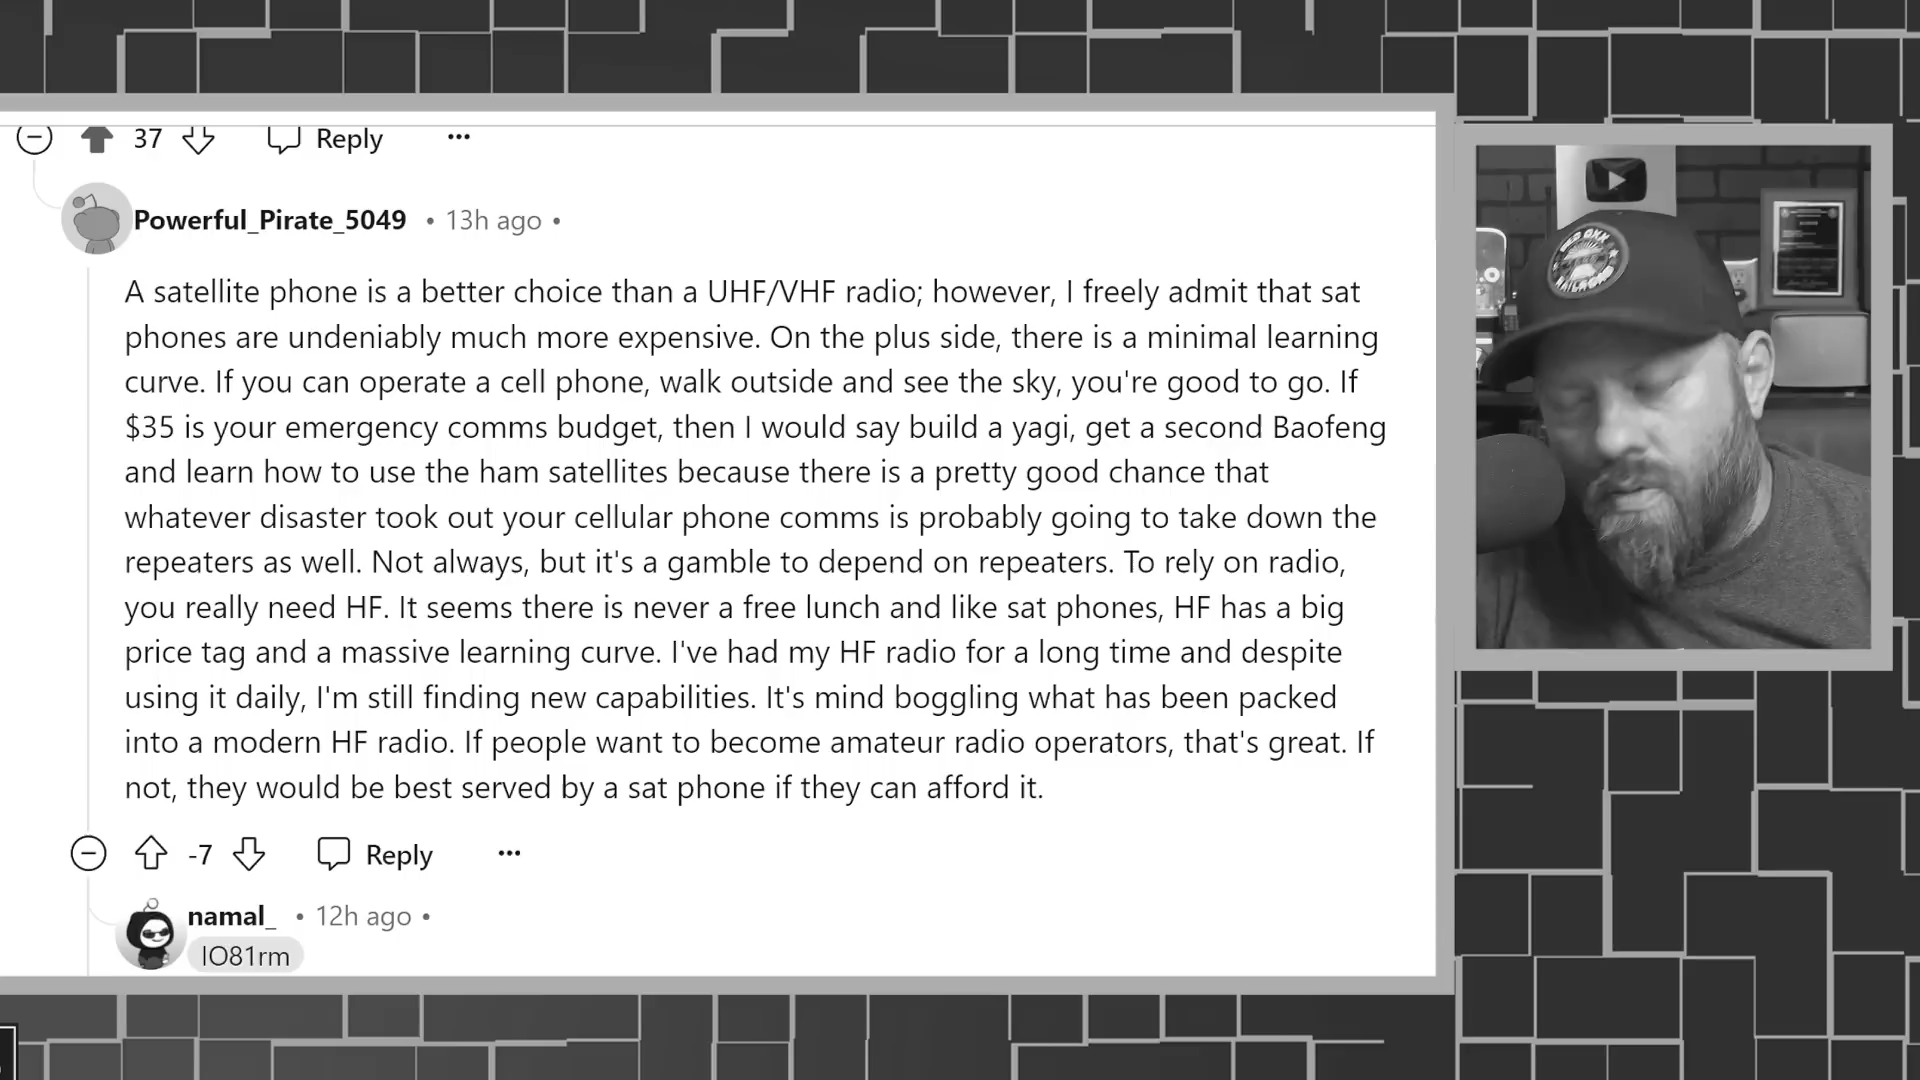 37 Reply ...
Powerful_Pirate_5049 • 13h ago •
A satellite phone is a better choice than a UHF/VHF radio; however, I freely admit that sat
phones are undeniably much more expensive. On the plus side, there is a minimal learning
curve. If you can operate a cell phone, walk outside and see the sky, you're good to go. If
$35 is your emergency comms budget, then I would say build a yagi, get a second Baofeng
and learn how to use the ham satellites because there is a pretty good chance that
whatever disaster took out your cellular phone comms is probably going to take down the
repeaters as well. Not always, but it's a gamble to depend on repeaters. To rely on radio,
you really need HF. It seems there is never a free lunch and like sat phones, HF has a big
price tag and a massive learning curve. I've had my HF radio for a long time and despite
using it daily, I'm still finding new capabilities. It's mind boggling what has been packed
into a modern HF radio. If people want to become amateur radio operators, that's great. If
not, they would be best served by a sat phone if they can afford it.
-7 Reply ...
namal_ • 12h ago •
IO81rm